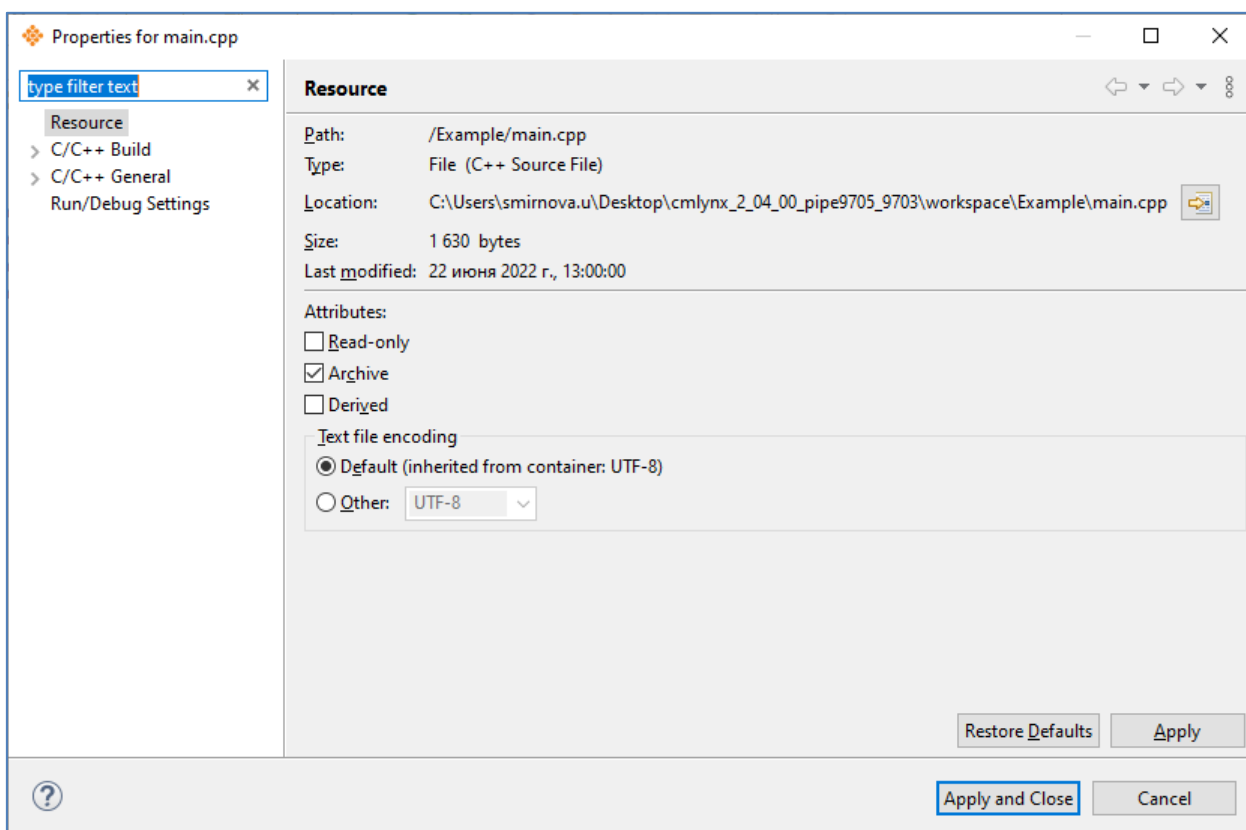 Properties for main.cpp
type filter text
Resource
C/C++ Build
C/C++ General
Run/Debug Settings
Resource
Path: /Example/main.cpp
Type: File (C++ Source File)
Location: C:\Users\smirnova.u\Desktop\cmlynx_2_04_00_pipe9705_9703\workspace\Example\main.cpp
Size: 1 630 bytes
Last modified: 22 июня 2022 г., 13:00:00
Attributes:
Read-only
Archive
Derived
Text file encoding
Default (inherited from container: UTF-8)
Other: UTF-8
Restore Defaults Apply
? Apply and Close Cancel